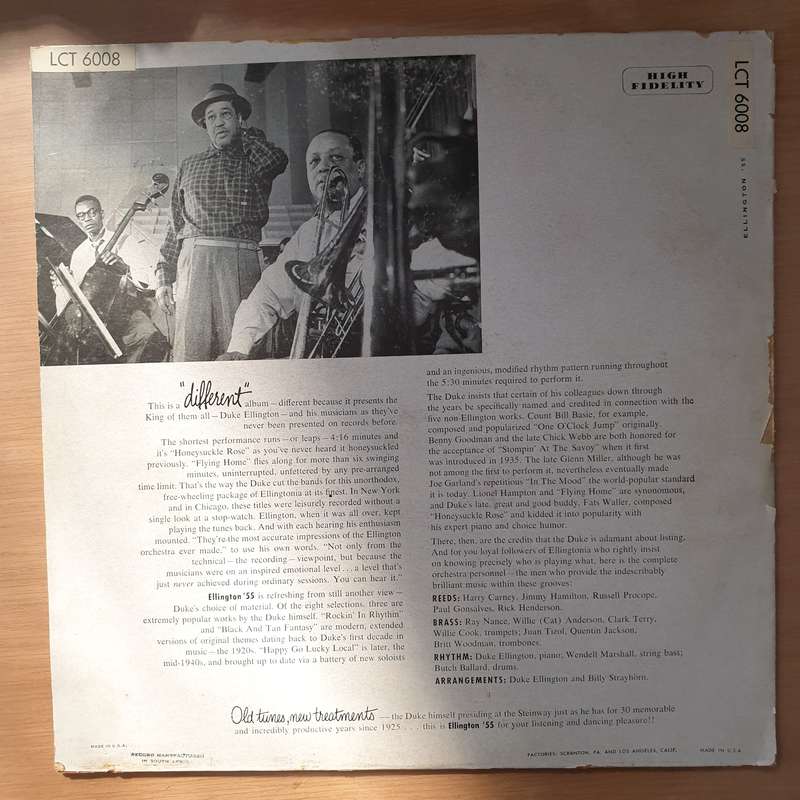 LCT 6008
HIGH
FIDELITY
LCT 6008
ELLINGTON '55
This is a "different" album – different because it presents the
King of them all – Duke Ellington – and his musicians as they've
never been presented on records before.
The shortest performance runs – or leaps – 4:16 minutes and
it's "Honeysuckle Rose" as you've never heard it honeysuckled
previously. "Flying Home" flies along for more than six swinging
minutes, uninterrupted, unfettered by any pre-arranged
time limit. That's the way the Duke cut the bands for this unorthodox,
free-wheeling package of Ellingtonia at its finest. In New York
and in Chicago, these titles were leisurely recorded without a
single look at a stop-watch. Ellington, when it was all over, kept
playing the tunes back. And with each hearing his enthusiasm
mounted. "They're the most accurate impressions of the Ellington
orchestra ever made," to use his own words. "Not only from the
technical – the recording – viewpoint, but because the
musicians were on an inspired emotional level . . . a level that's
just never achieved during ordinary sessions. You can hear it."
Ellington '55 is refreshing from still another view –
Duke's choice of material. Of the eight selections, three are
extremely popular works by the Duke himself. "Rockin' In Rhythm"
and "Black And Tan Fantasy" are modern, extended
versions of original themes dating back to Duke's first decade in
music – the 1920s. "Happy Go Lucky Local" is later, the
mid-1940s, and brought up to date via a battery of new soloists
and an ingenious, modified rhythm pattern running throughout
the 5:30 minutes required to perform it.
The Duke insists that certain of his colleagues down through
the years be specifically named and credited in connection with the
five non-Ellington works. Count Bill Basie, for example,
composed and popularized "One O'Clock Jump" originally.
Benny Goodman and the late Chick Webb are both honored for
the acceptance of "Stompin' At The Savoy" when it first
was introduced in 1935. The late Glenn Miller, although he was
not among the first to perform it, nevertheless eventually made
Joe Garland's repetitious "In The Mood" the world-popular standard
it is today. Lionel Hampton and "Flying Home" are synonomous,
and Duke's late, great and good buddy, Fats Waller, composed
"Honeysuckle Rose" and kidded it into popularity with
his expert piano and choice humor.
There, then, are the credits that the Duke is adamant about listing.
And for you loyal followers of Ellingtonia who rightly insist
on knowing precisely who is playing what, here is the complete
orchestra personnel – the men who provide the indescribably
brilliant music within these grooves:
REEDS: Harry Carney, Jimmy Hamilton, Russell Procope,
Paul Gonsalves, Rick Henderson.
BRASS: Ray Nance, Willie (Cat) Anderson, Clark Terry,
Willie Cook, trumpets; Juan Tizol, Quentin Jackson,
Britt Woodman, trombones.
RHYTHM: Duke Ellington, piano; Wendell Marshall, string bass;
Butch Ballard, drums.
ARRANGEMENTS: Duke Ellington and Billy Strayhorn.
Old tunes, new treatments – the Duke himself presiding at the Steinway just as he has for 30 memorable
and incredibly productive years since 1925 . . . . this is Ellington '55 for your listening and dancing pleasure!!
MADE IN U.S.A.
RECORD MANUFACTURED
IN SOUTH AFRICA
FACTORIES: SCRANTON, PA. AND LOS ANGELES, CALIF.
MADE IN U.S.A.